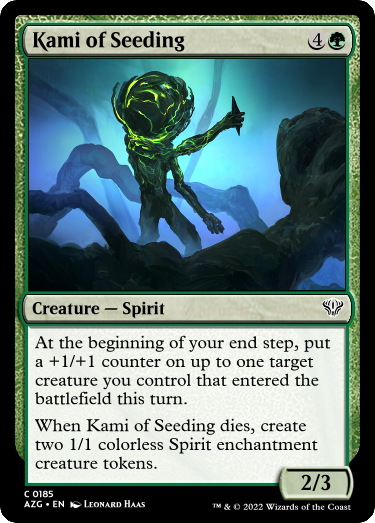 Kami of Seeding 4
Creature — Spirit
At the beginning of your end step, put
a +1/+1 counter on up to one target
creature you control that entered the
battlefield this turn.
When Kami of Seeding dies, create
two 1/1 colorless Spirit enchantment
creature tokens.
2/3
C 0185
AZG • EN Leonard Haas
™ & © 2022 Wizards of the Coast